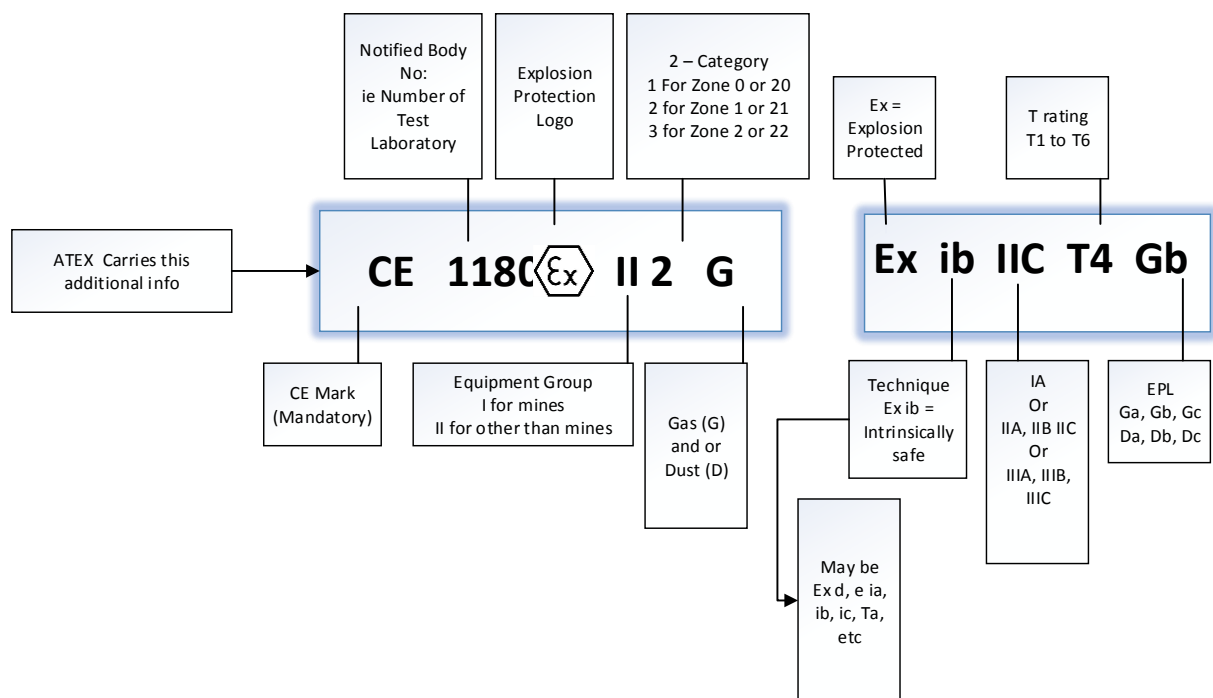 Notified Body
No:
ie Number of
Test
Laboratory
Explosion
Protection
Logo
2 – Category
1 For Zone 0 or 20
2 for Zone 1 or 21
3 for Zone 2 or 22
Ex =
Explosion
Protected
T rating
T1 to T6
ATEX Carries this
additional info
CE 1180 Ex II 2 G
Ex ib IIC T4 Gb
CE Mark
(Mandatory)
Equipment Group
I for mines
II for other than mines
Gas (G)
and or
Dust (D)
Technique
Ex ib =
Intrinsically
safe
IA
Or
IIA, IIB IIC
Or
IIIA, IIIB,
IIIC
EPL
Ga, Gb, Gc
Da, Db, Dc
May be
Ex d, e ia,
ib, ic, Ta,
etc